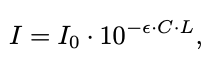 I = I₀ · 10^{−ϵ·C·L},